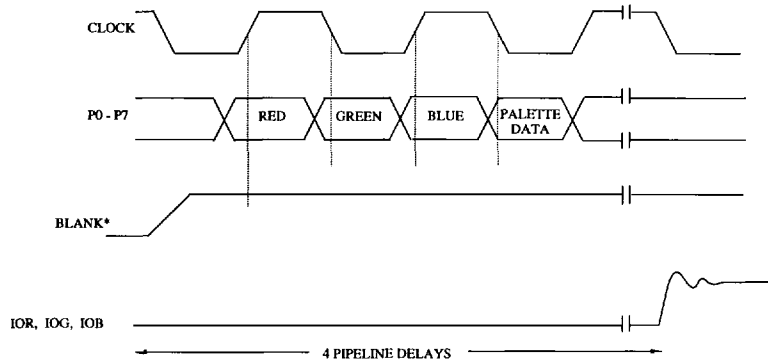 CLOCK
P0 - P7
RED
GREEN
BLUE
PALETTE
DATA
BLANK*
IOR, IOG, IOB
4 PIPELINE DELAYS